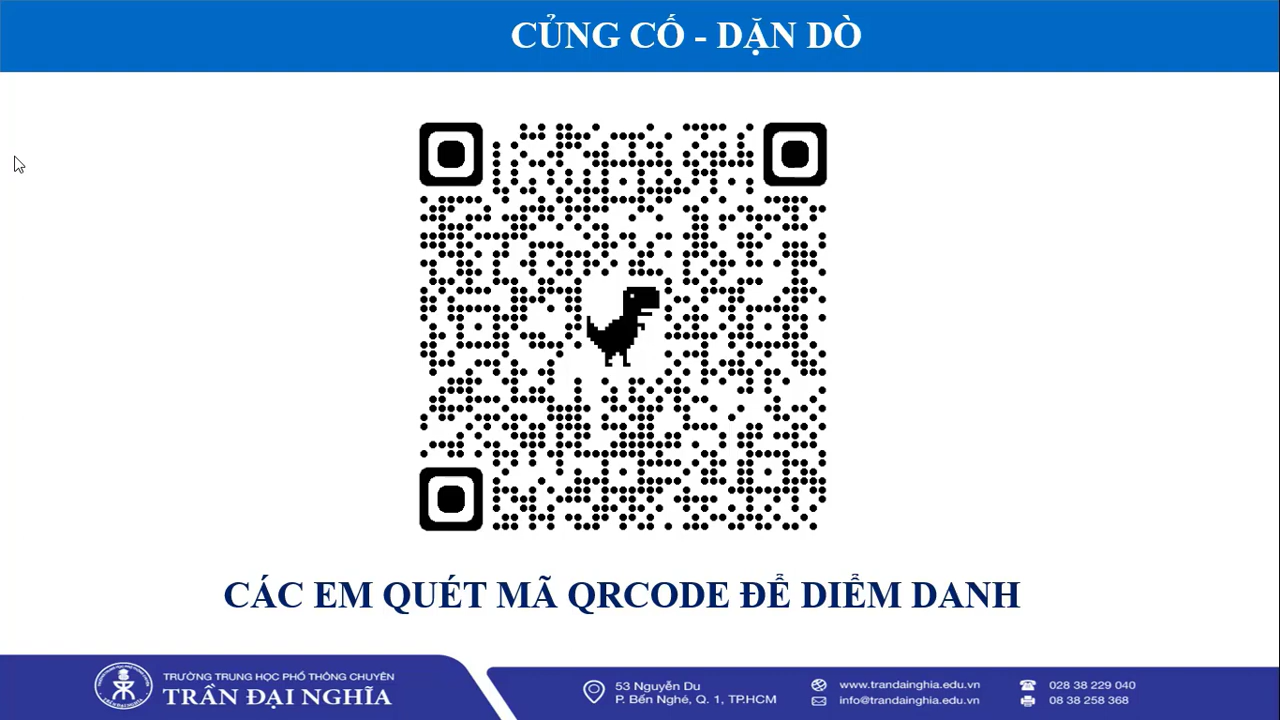 CỦNG CỐ - DẶN DÒ
CÁC EM QUÉT MÃ QRCODE ĐỂ DIỂM DANH
TRƯỜNG TRUNG HỌC PHỔ THÔNG CHUYÊN
TRẦN ĐẠI NGHĨA
53 Nguyễn Du
P. Bến Nghé, Q. 1, TP.HCM
www.trandainghia.edu.vn
info@trandainghia.edu.vn
028 38 229 040
08 38 258 368